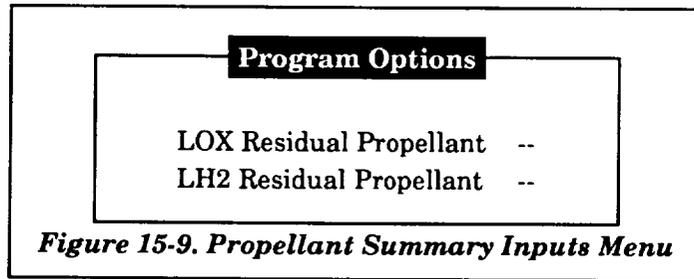 Program Options
LOX Residual Propellant --
LH2 Residual Propellant --
Figure 15-9. Propellant Summary Inputs Menu